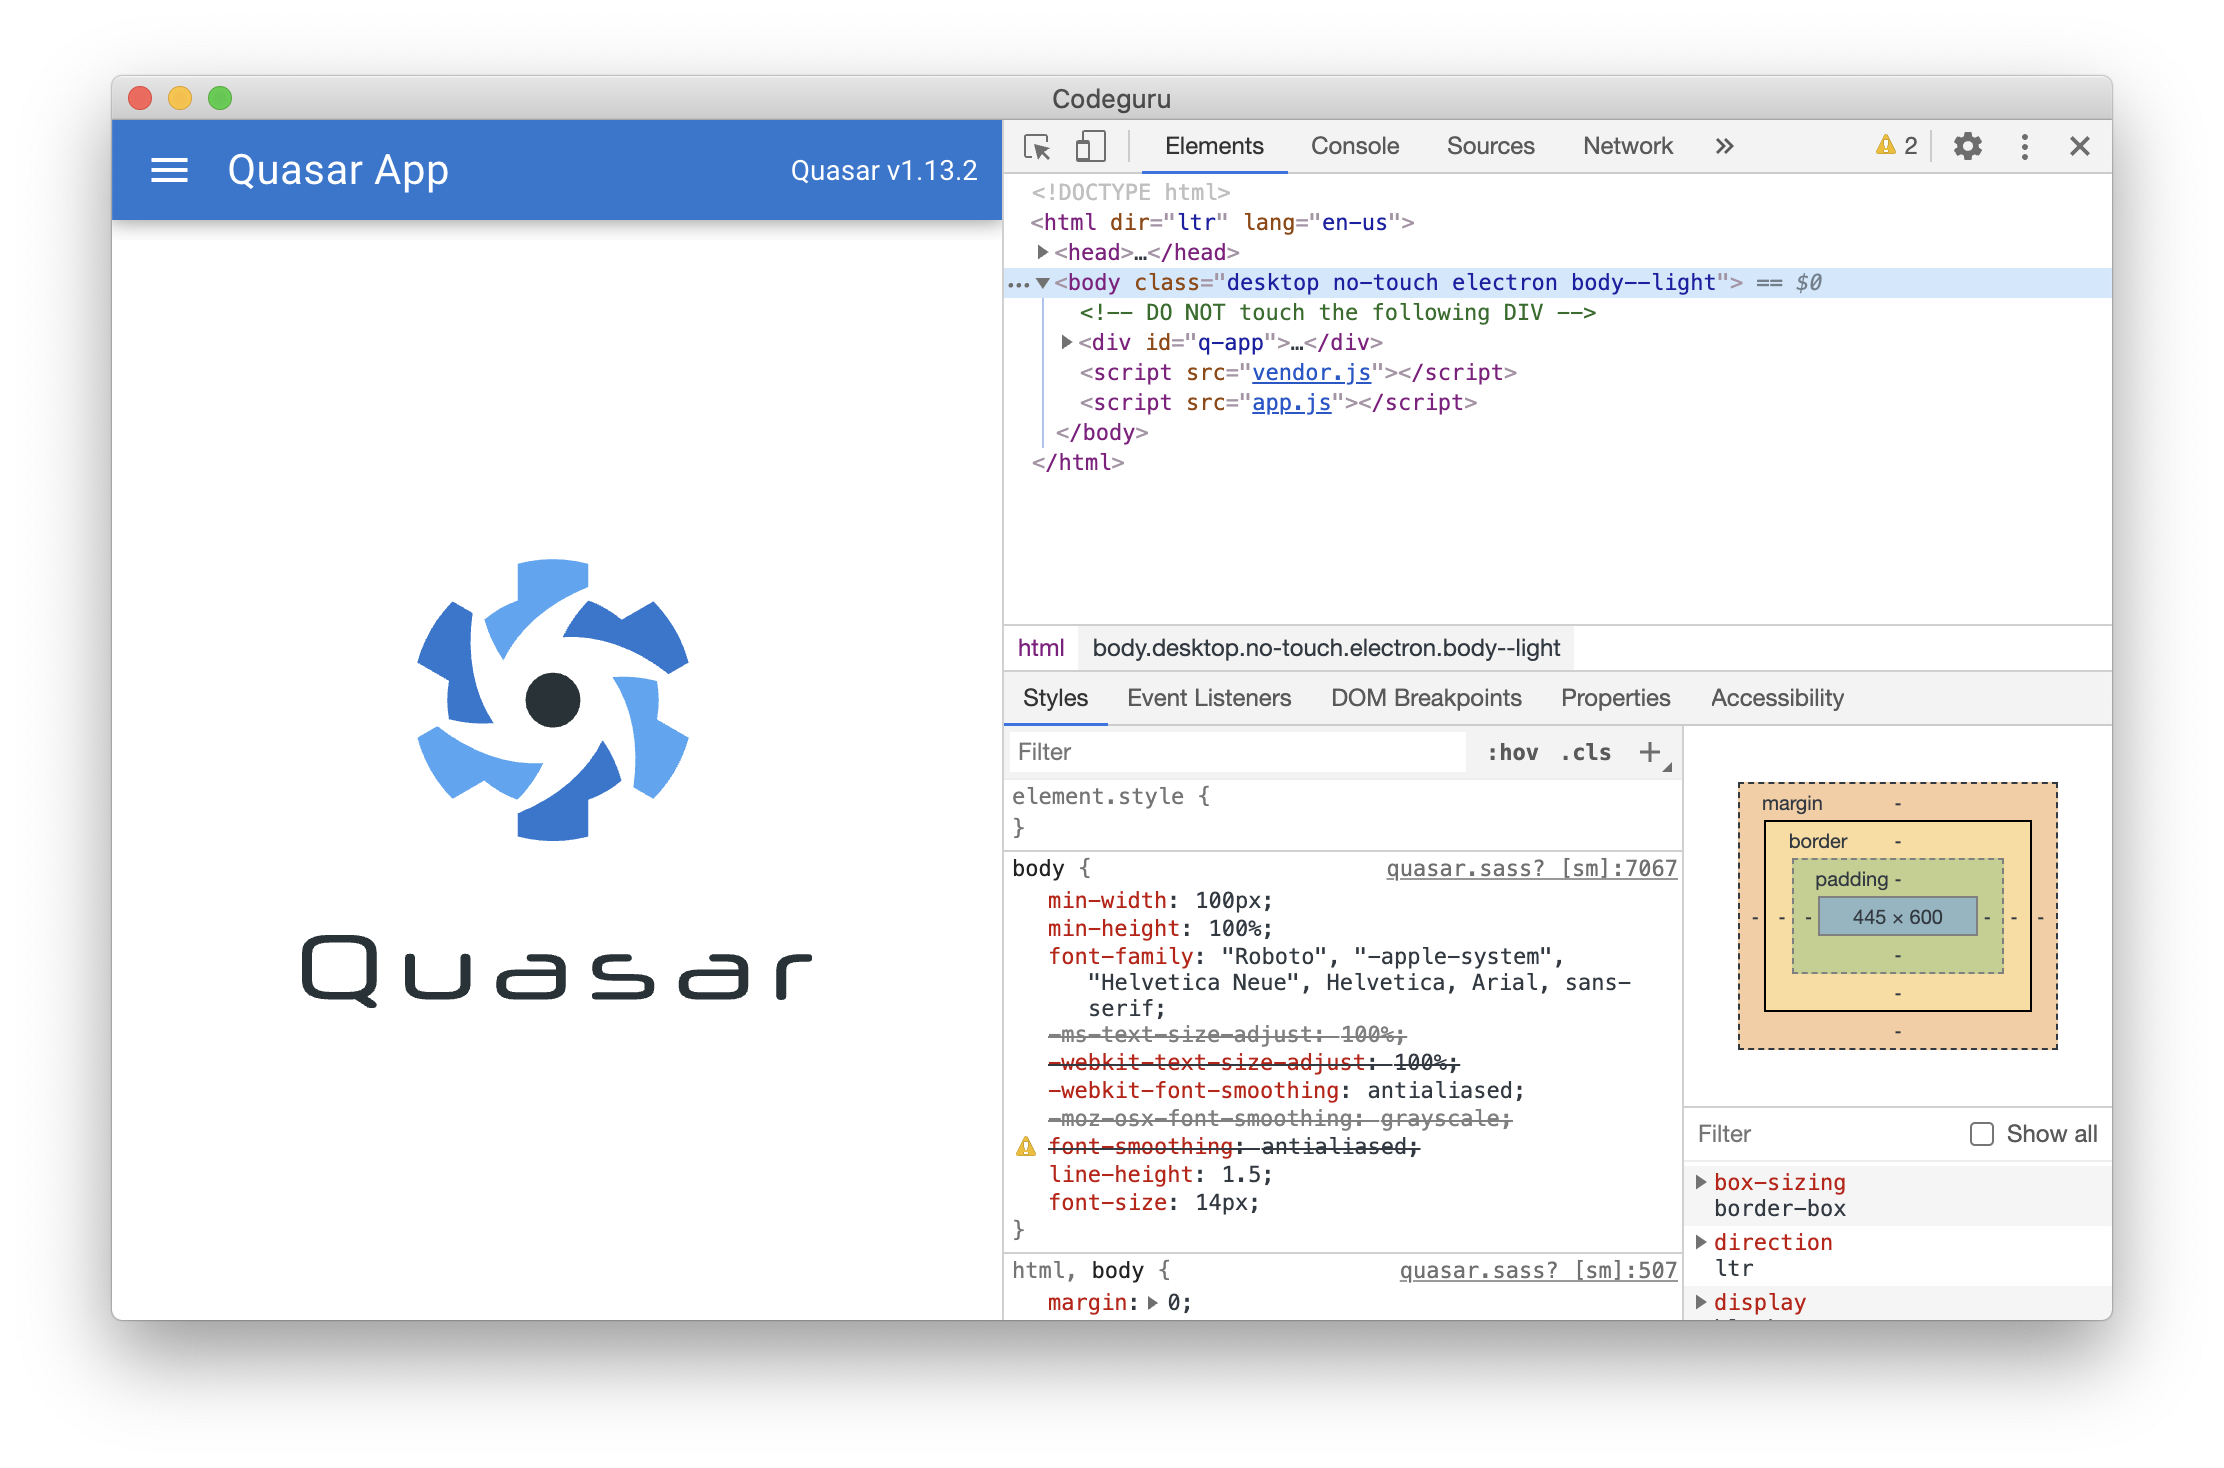 Codeguru
Quasar App
Quasar v1.13.2
Quasar
Elements Console Sources Network » 2
<!DOCTYPE html>
<html dir="ltr" lang="en-us">
<head>…</head>
<body class="desktop no-touch electron body--light"> == $0
<!-- DO NOT touch the following DIV -->
<div id="q-app">…</div>
<script src="vendor.js"></script>
<script src="app.js"></script>
</body>
</html>
html body.desktop.no-touch.electron.body--light
Styles Event Listeners DOM Breakpoints Properties Accessibility
Filter :hov .cls +
element.style {
}
body { quasar.sass? [sm]:7067
min-width: 100px;
min-height: 100%;
font-family: "Roboto", "-apple-system",
"Helvetica Neue", Helvetica, Arial, sans-
serif;
-ms-text-size-adjust: 100%;
-webkit-text-size-adjust: 100%;
-webkit-font-smoothing: antialiased;
-moz-osx-font-smoothing: grayscale;
font-smoothing: antialiased;
line-height: 1.5;
font-size: 14px;
}
html, body { quasar.sass? [sm]:507
margin: 0;
margin -
border -
padding -
- - - 445 × 600 - - -
-
-
-
Filter Show all
box-sizing
border-box
direction
ltr
display